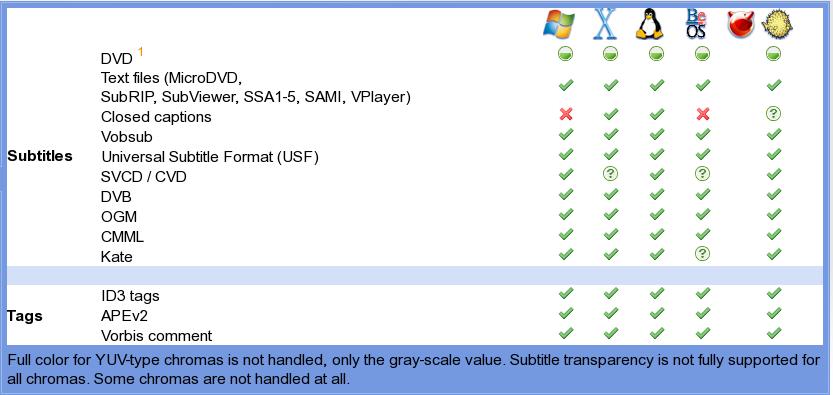 Be
OS
DVD 1
Text files (MicroDVD,
SubRIP, SubViewer, SSA1-5, SAMI, VPlayer)
Closed captions
Vobsub
Subtitles
Universal Subtitle Format (USF)
SVCD / CVD
DVB
OGM
CMML
Kate
ID3 tags
Tags
APEv2
Vorbis comment
Full color for YUV-type chromas is not handled, only the gray-scale value. Subtitle transparency is not fully supported for
all chromas. Some chromas are not handled at all.